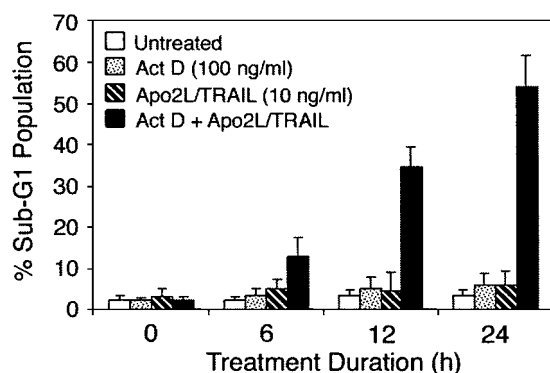 70
60
50
40
30
20
10
0
% Sub-G1 Population
Untreated
Act D (100 ng/ml)
Apo2L/TRAIL (10 ng/ml)
Act D + Apo2L/TRAIL
0 6 12 24
Treatment Duration (h)